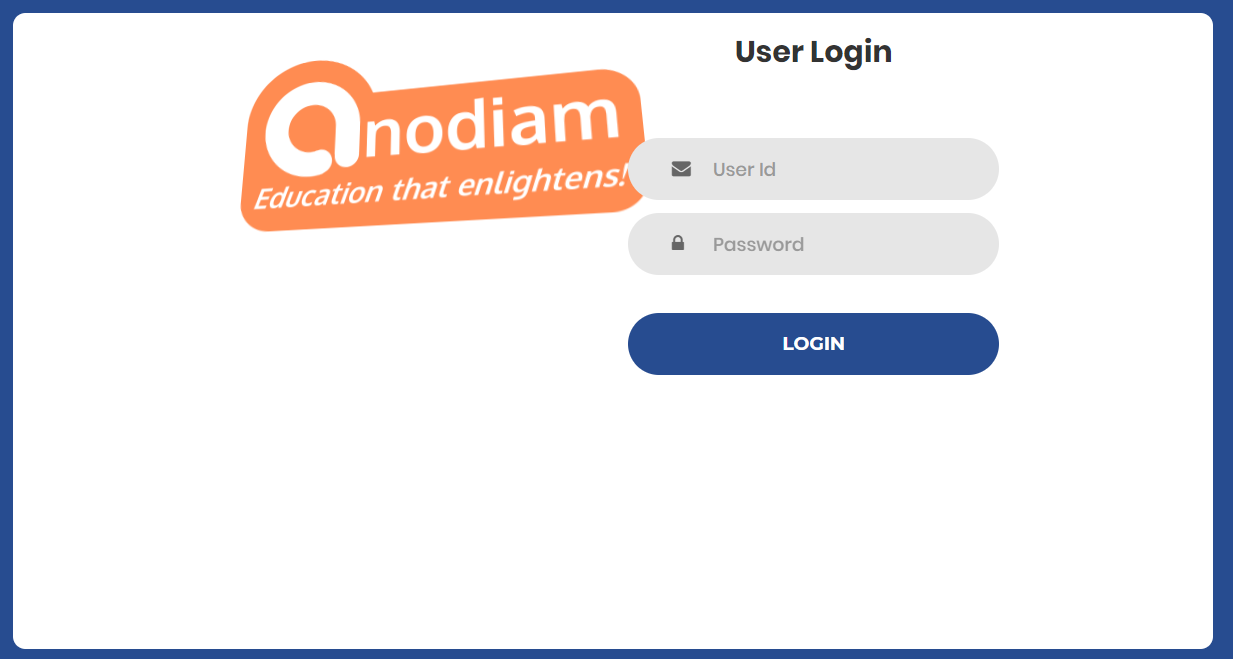 User Login
anodiam
Education that enlightens!
User Id
Password
LOGIN